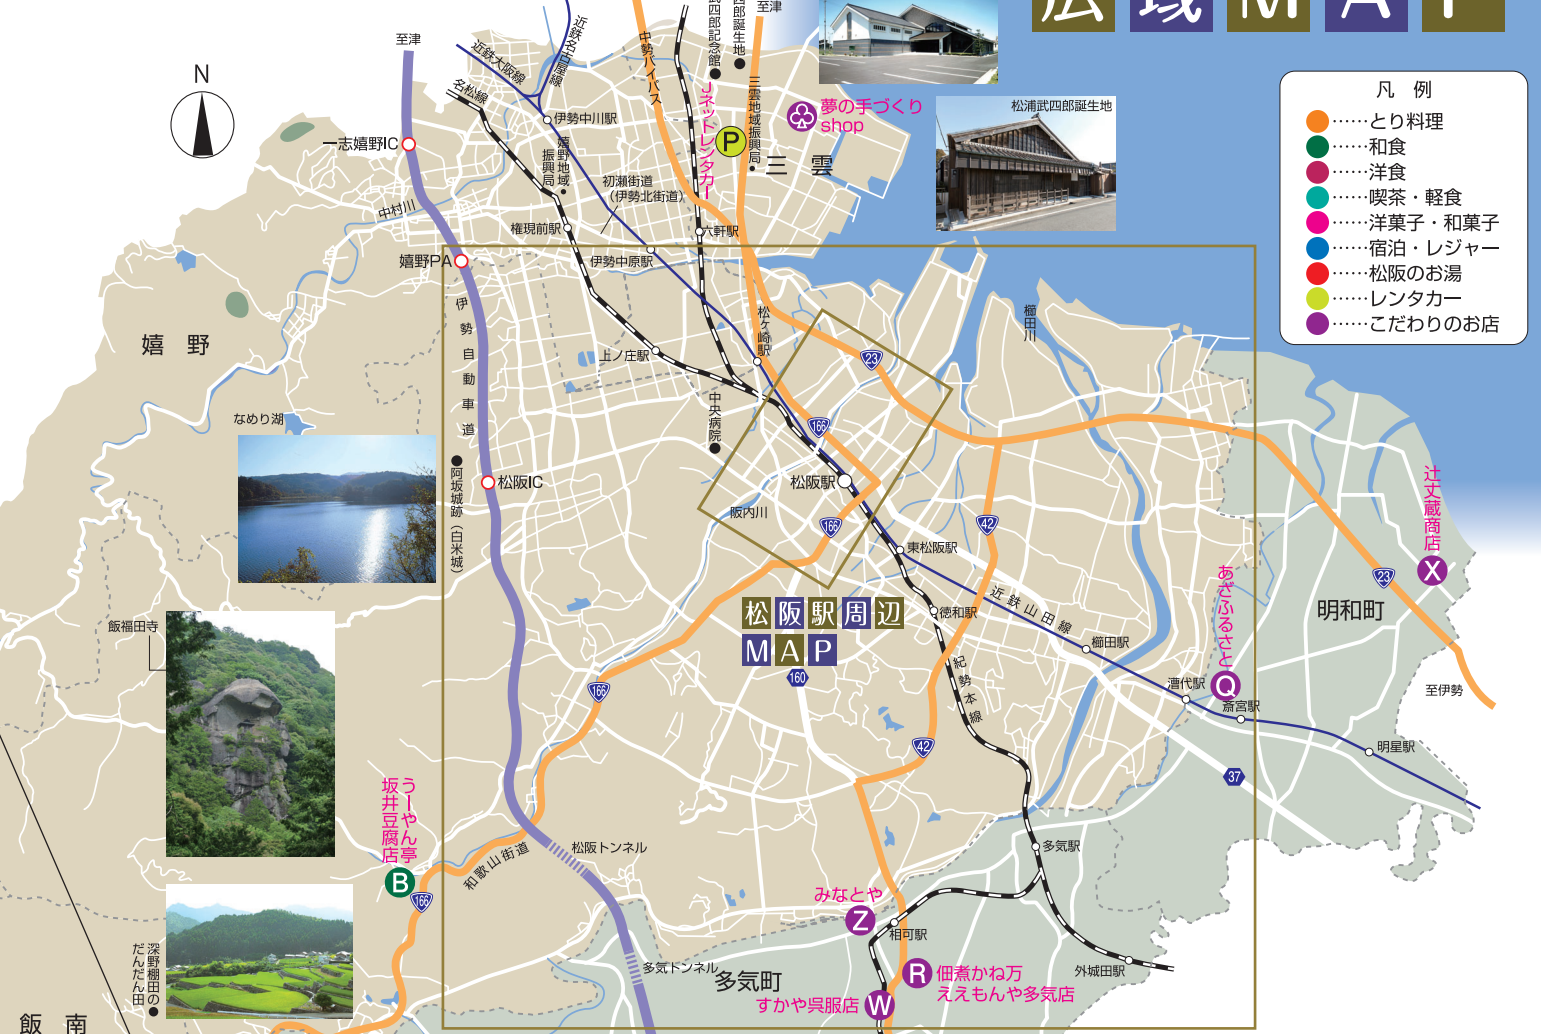 広域MAP
凡 例
……とり料理
……和食
……洋食
……喫茶・軽食
……洋菓子・和菓子
……宿泊・レジャー
……松阪のお湯
……レンタカー
……こだわりのお店
至津
至津
近鉄名古屋線
近鉄大阪線
名松線
中勢バイパス
武四郎記念館
四郎誕生地
三雲地域振興局
Jネットレンタカー
P
夢の手づくり
shop
三 雲
松浦武四郎誕生地
N
伊勢中川駅
一志嬉野IC
嬉野地域
振興局
初瀬街道
(伊勢北街道)
中村川
権現前駅
六軒駅
嬉野PA
伊勢中原駅
伊勢自動車道
嬉 野
松ヶ崎駅
櫛田川
上ノ庄駅
23
中央病院
なめり湖
166
阿坂城跡(白米城)
松阪IC
松阪駅
阪内川
166
42
東松阪駅
辻丈蔵商店
X
23
あざふるさと
Q
明和町
飯福田寺
松阪駅周辺
MAP
徳和駅
近鉄山田線
櫛田駅
紀勢本線
160
166
漕代駅
斎宮駅
至伊勢
42
明星駅
37
うーやん亭
坂井豆腐店
B
松阪トンネル
和歌山街道
166
多気駅
みなとや
Z
相可駅
深野棚田の
だんだん田
多気トンネル
多気町
R
佃煮かね万
ええもんや多気店
外城田駅
すかや呉服店
W
飯 南